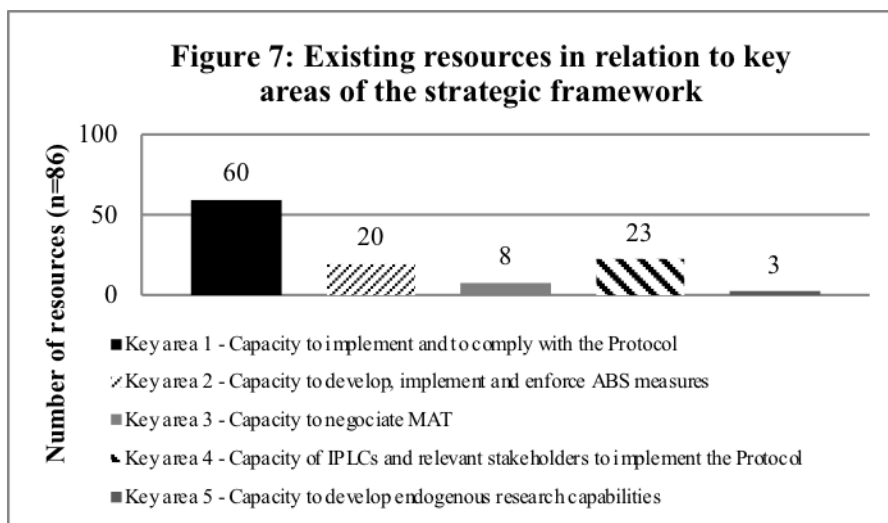 Figure 7: Existing resources in relation to key
areas of the strategic framework
Number of resources (n=86)
100
50
0
60
20
8
23
3
Key area 1 - Capacity to implement and to comply with the Protocol
Key area 2 - Capacity to develop, implement and enforce ABS measures
Key area 3 - Capacity to negociate MAT
Key area 4 - Capacity of IPLCs and relevant stakeholders to implement the Protocol
Key area 5 - Capacity to develop endogenous research capabilities